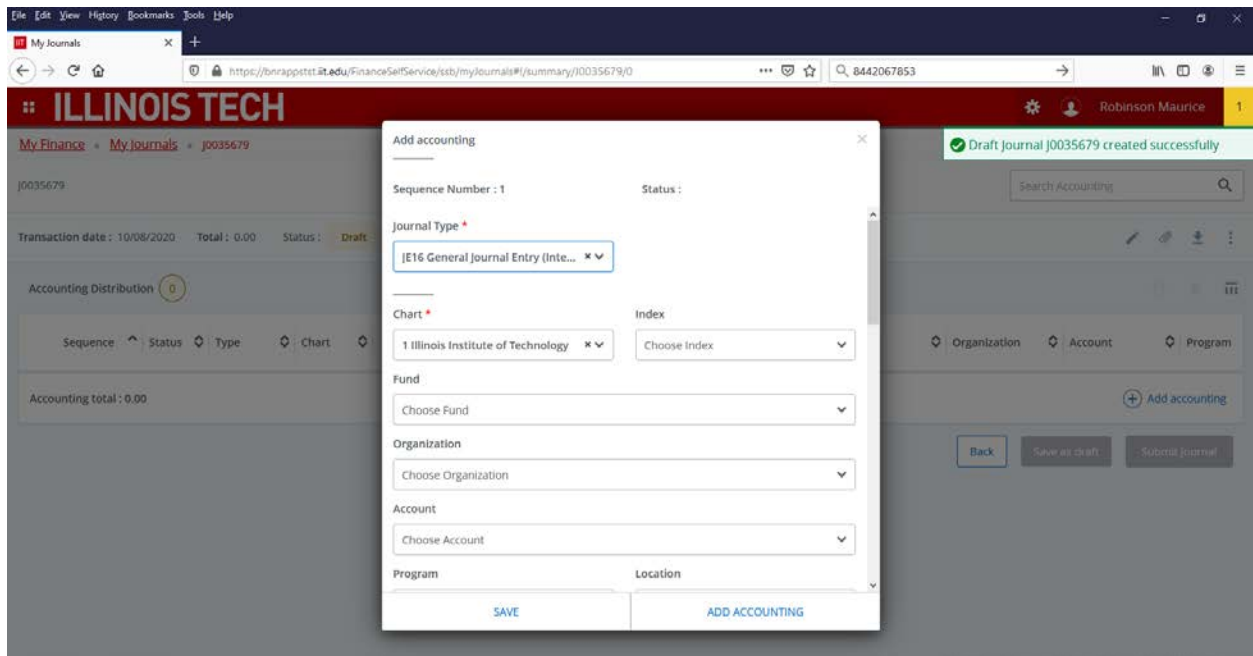 File Edit View History Bookmarks Tools Help
My Journals
https://bnrappstst.iit.edu/FinanceSelfService/ssb/myJournals#!/summary/J0035679/0
8442067853
ILLINOIS TECH
Robinson Maurice
1
My Finance • My Journals • J0035679
Draft Journal J0035679 created successfully
J0035679
Search Accounting
Transaction date : 10/08/2020 Total : 0.00 Status : Draft
Accounting Distribution 0
Sequence Status Type Chart Organization Account Program
Accounting total : 0.00
Add accounting
Back Save as draft Submit Journal
Add accounting
Sequence Number : 1 Status :
Journal Type *
JE16 General Journal Entry (Inte...
Chart * Index
1 Illinois Institute of Technology Choose Index
Fund
Choose Fund
Organization
Choose Organization
Account
Choose Account
Program Location
SAVE ADD ACCOUNTING